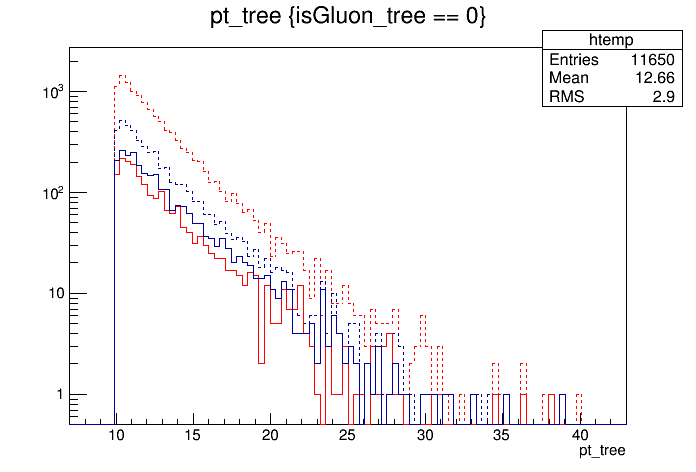 pt_tree {isGluon_tree == 0}
htemp
Entries 11650
Mean 12.66
RMS 2.9
10³
10²
10
1
10 15 20 25 30 35 40
pt_tree